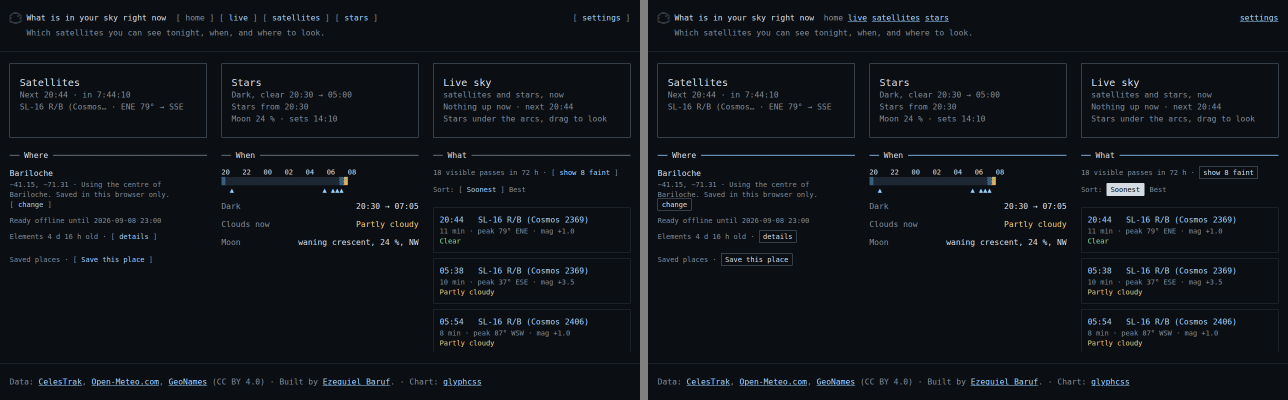 What is in your sky right now [ home ] [ live ] [ satellites ] [ stars ] [ settings ]
Which satellites you can see tonight, when, and where to look.
Satellites
Next 20:44 · in 7:44:10
SL-16 R/B (Cosmos… · ENE 79° → SSE
Stars
Dark, clear 20:30 → 05:00
Stars from 20:30
Moon 24 % · sets 14:10
Live sky
satellites and stars, now
Nothing up now · next 20:44
Stars under the arcs, drag to look
Where
Bariloche
−41.15, −71.31 · Using the centre of
Bariloche. Saved in this browser only.
[ change ]
Ready offline until 2026-09-08 23:00
Elements 4 d 16 h old · [ details ]
Saved places · [ Save this place ]
When
20 22 00 02 04 06 08
Dark 20:30 → 07:05
Clouds now Partly cloudy
Moon waning crescent, 24 %, NW
What
18 visible passes in 72 h · [ show 8 faint ]
Sort: [ Soonest ] Best
20:44 SL-16 R/B (Cosmos 2369)
11 min · peak 79° ENE · mag +1.0
Clear
05:38 SL-16 R/B (Cosmos 2369)
10 min · peak 37° ESE · mag +3.5
Partly cloudy
05:54 SL-16 R/B (Cosmos 2406)
8 min · peak 87° WSW · mag +1.0
Partly cloudy
Data: CelesTrak, Open-Meteo.com, GeoNames (CC BY 4.0) · Built by Ezequiel Baruf. · Chart: glyphcss
What is in your sky right now home live satellites stars settings
Which satellites you can see tonight, when, and where to look.
Satellites
Next 20:44 · in 7:44:10
SL-16 R/B (Cosmos… · ENE 79° → SSE
Stars
Dark, clear 20:30 → 05:00
Stars from 20:30
Moon 24 % · sets 14:10
Live sky
satellites and stars, now
Nothing up now · next 20:44
Stars under the arcs, drag to look
Where
Bariloche
−41.15, −71.31 · Using the centre of
Bariloche. Saved in this browser only.
change
Ready offline until 2026-09-08 23:00
Elements 4 d 16 h old · details
Saved places · Save this place
When
20 22 00 02 04 06 08
Dark 20:30 → 07:05
Clouds now Partly cloudy
Moon waning crescent, 24 %, NW
What
18 visible passes in 72 h · show 8 faint
Sort: Soonest Best
20:44 SL-16 R/B (Cosmos 2369)
11 min · peak 79° ENE · mag +1.0
Clear
05:38 SL-16 R/B (Cosmos 2369)
10 min · peak 37° ESE · mag +3.5
Partly cloudy
05:54 SL-16 R/B (Cosmos 2406)
8 min · peak 87° WSW · mag +1.0
Partly cloudy
Data: CelesTrak, Open-Meteo.com, GeoNames (CC BY 4.0) · Built by Ezequiel Baruf. · Chart: glyphcss